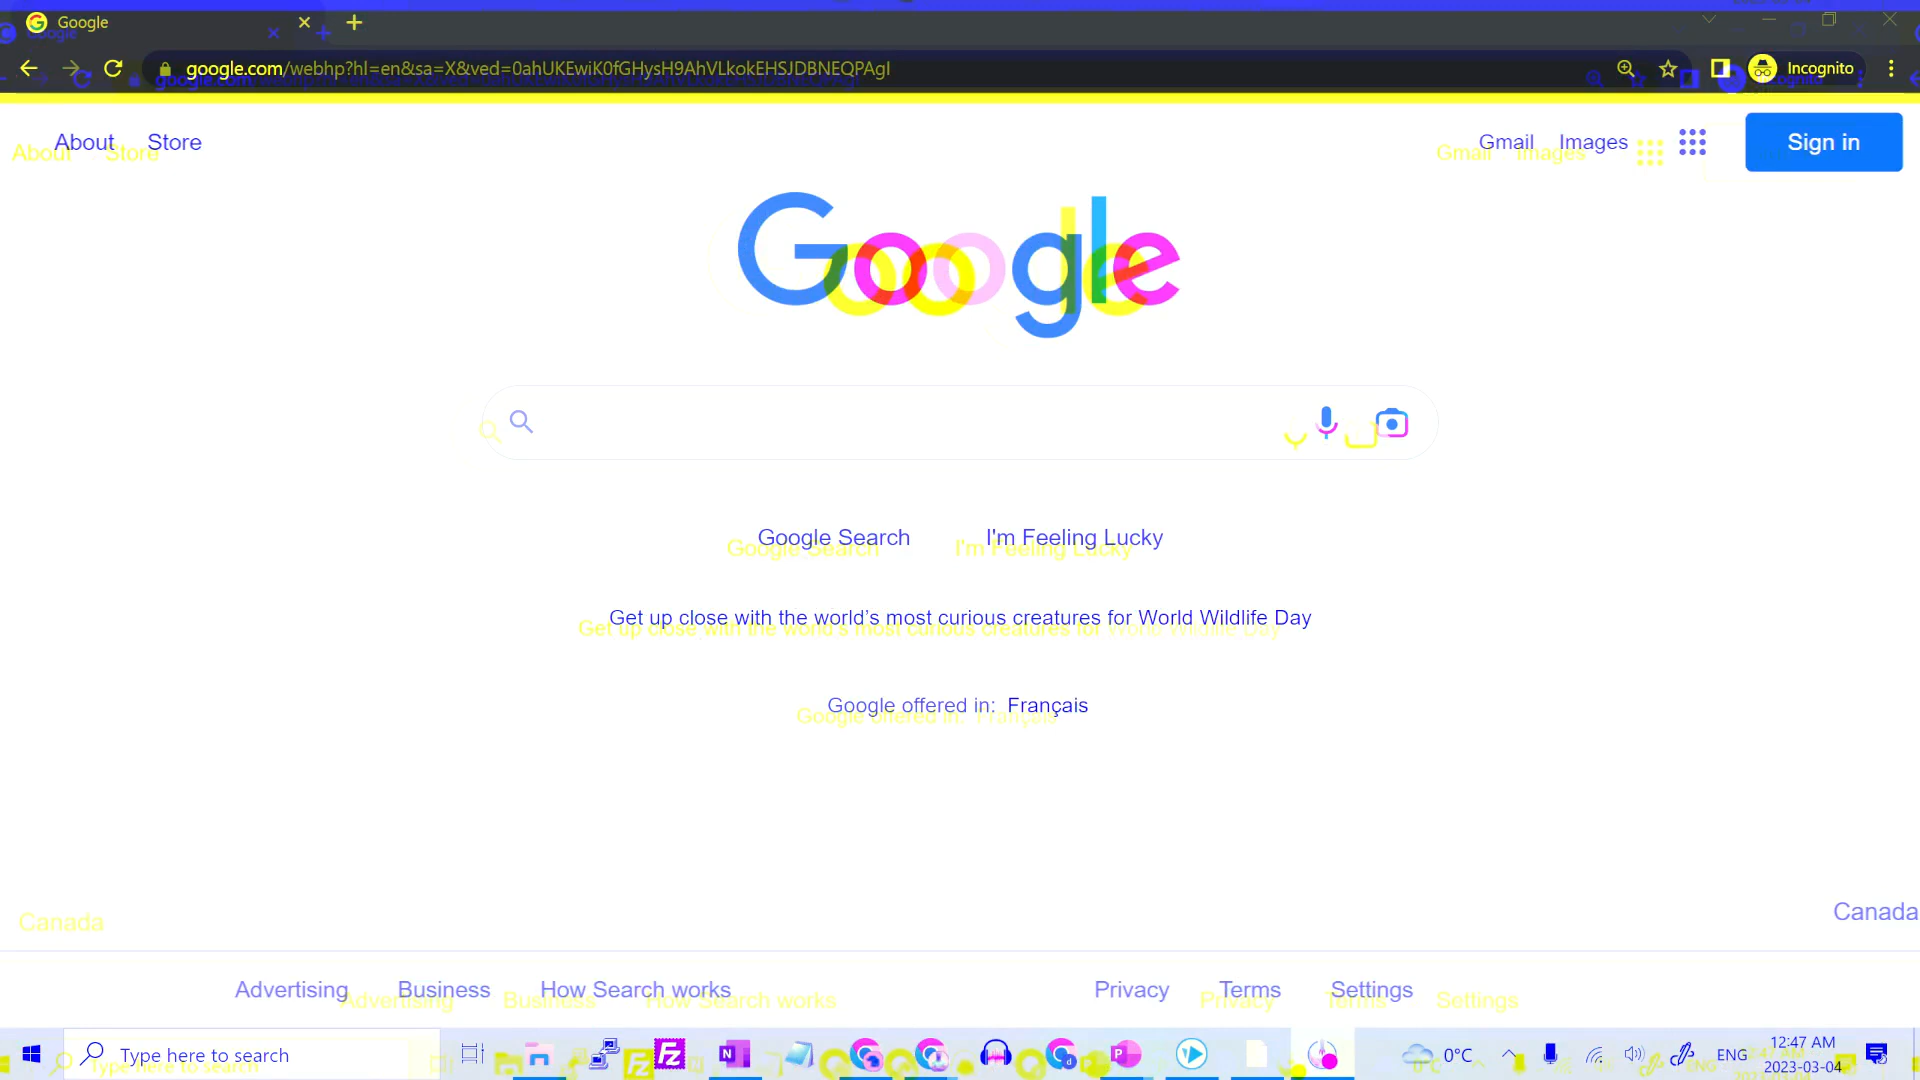 Google
google.com/webhp?hl=en&sa=X&ved=0ahUKEwiK0fGHysH9AhVLkokEHSJDBNEQPAgI
Incognito
About Store
Gmail Images Sign in
Google
Google Search I'm Feeling Lucky
Get up close with the world’s most curious creatures for World Wildlife Day
Google offered in: Français
Canada
Canada
Advertising Business How Search works Privacy Terms Settings
Type here to search
0°C
ENG
12:47 AM
2023-03-04